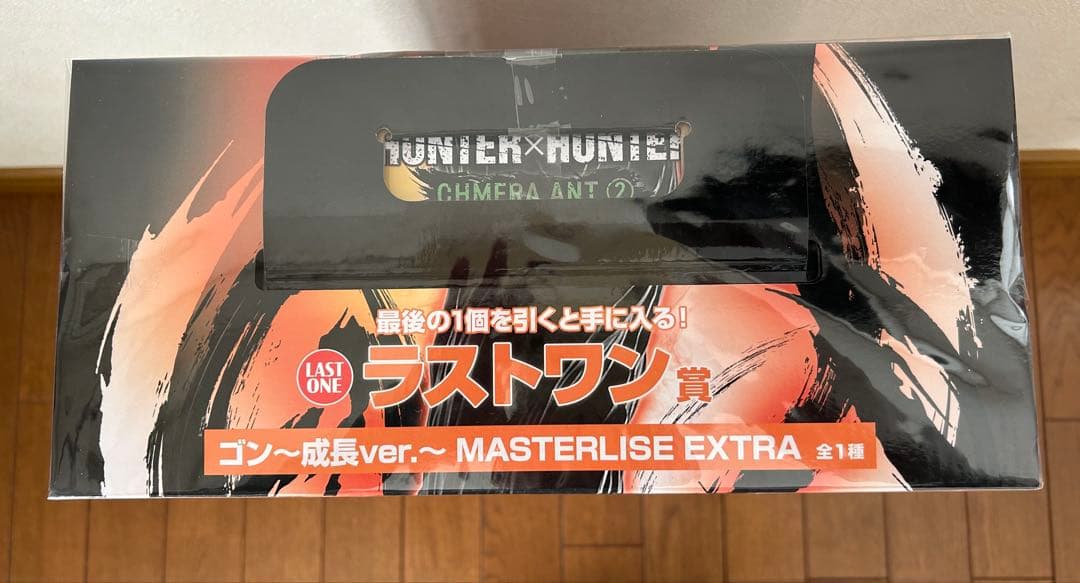 HUNTER×HUNTER
CHMERA ANT ②
最後の1個を引くと手に入る!
LAST
ONE
ラストワン賞
ゴン〜成長ver.〜 MASTERLISE EXTRA 全1種